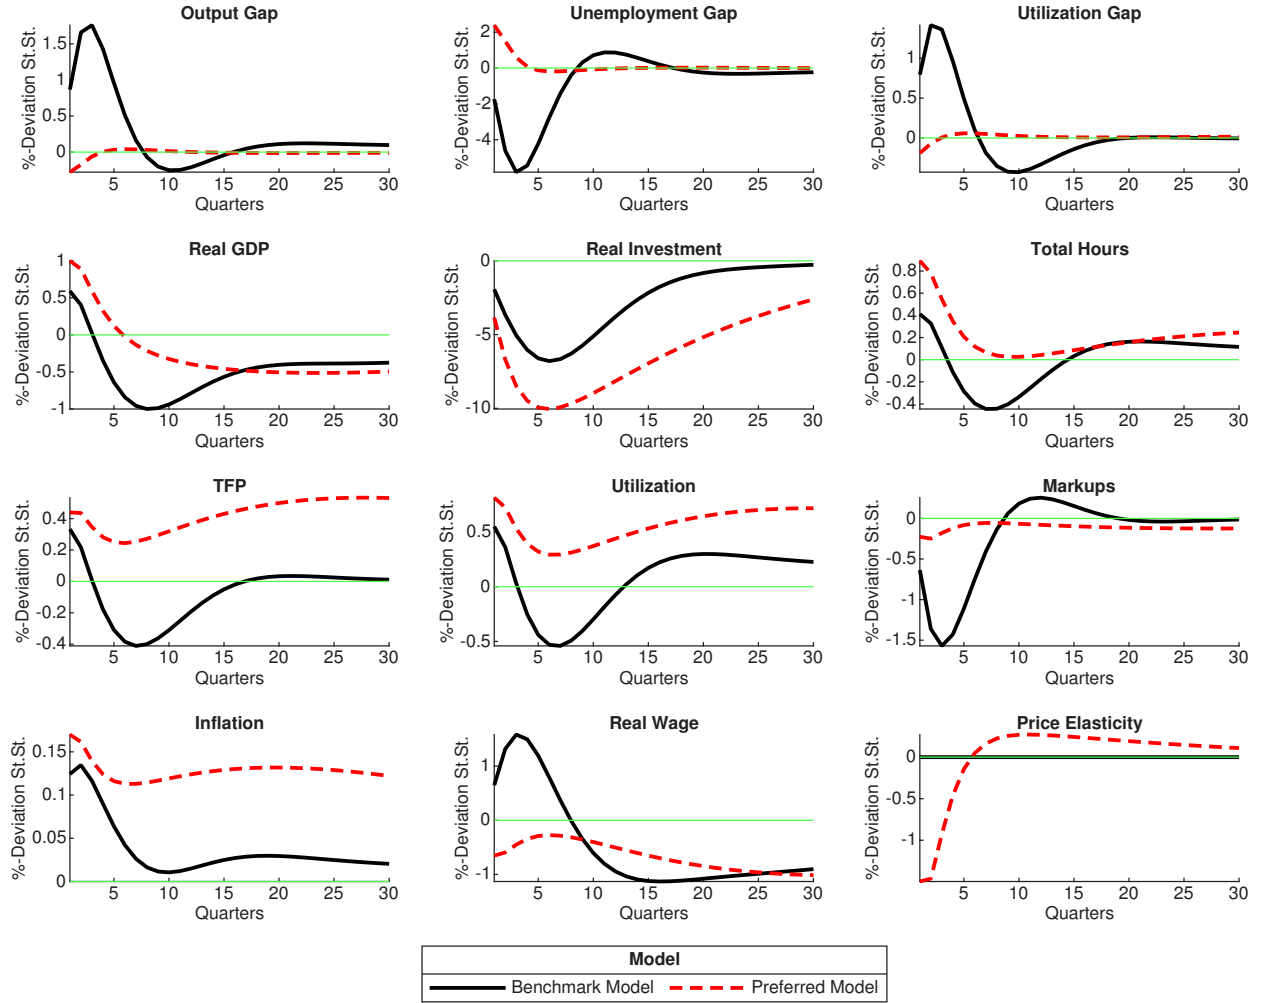 Output Gap
%-Deviation St.St.
1.5
1
0.5
0
5 10 15 20 25 30
Quarters
Unemployment Gap
%-Deviation St.St.
2
0
-2
-4
5 10 15 20 25 30
Quarters
Utilization Gap
%-Deviation St.St.
1
0.5
0
5 10 15 20 25 30
Quarters
Real GDP
%-Deviation St.St.
1
0.5
0
-0.5
-1
5 10 15 20 25 30
Quarters
Real Investment
%-Deviation St.St.
0
-5
-10
5 10 15 20 25 30
Quarters
Total Hours
%-Deviation St.St.
0.8
0.6
0.4
0.2
0
-0.2
-0.4
5 10 15 20 25 30
Quarters
TFP
%-Deviation St.St.
0.4
0.2
0
-0.2
-0.4
5 10 15 20 25 30
Quarters
Utilization
%-Deviation St.St.
0.5
0
-0.5
5 10 15 20 25 30
Quarters
Markups
%-Deviation St.St.
0
-0.5
-1
-1.5
5 10 15 20 25 30
Quarters
Inflation
%-Deviation St.St.
0.15
0.1
0.05
0
5 10 15 20 25 30
Quarters
Real Wage
%-Deviation St.St.
1
0
-1
5 10 15 20 25 30
Quarters
Price Elasticity
%-Deviation St.St.
0
-0.5
-1
5 10 15 20 25 30
Quarters
Model
Benchmark Model Preferred Model